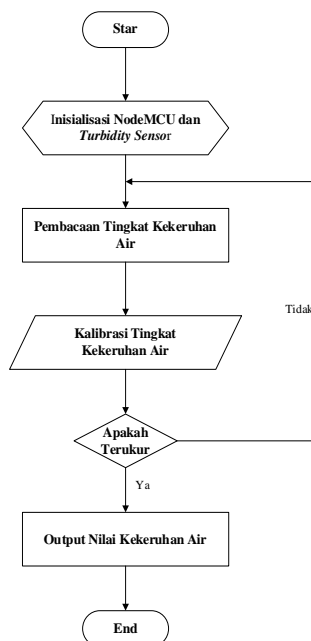 Star
Inisialisasi NodeMCU dan
Turbidity Sensor
Pembacaan Tingkat Kekeruhan
Air
Tidak
Kalibrasi Tingkat
Kekeruhan Air
Apakah
Terukur
Ya
Output Nilai Kekeruhan Air
End